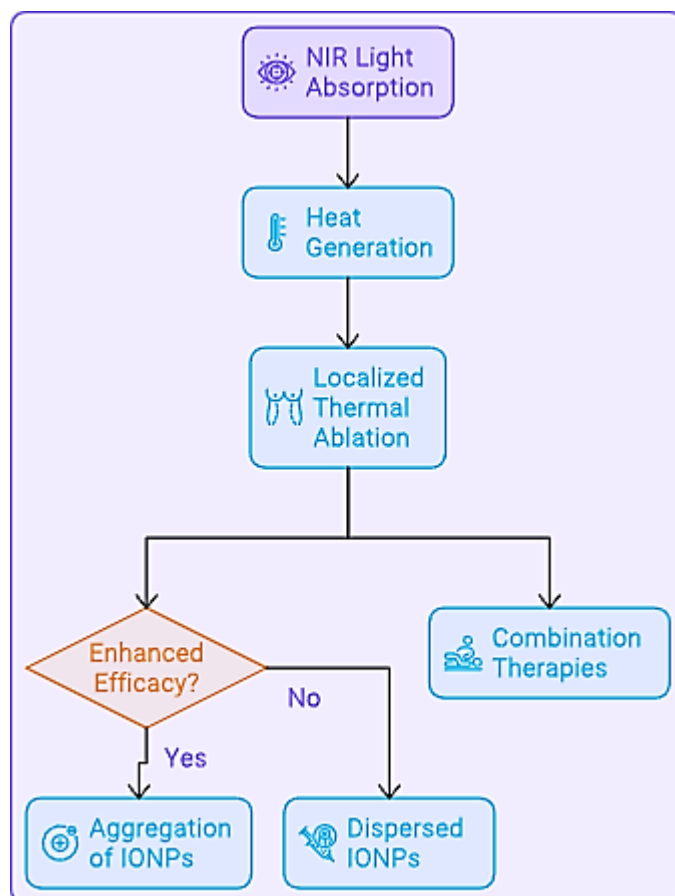 NIR Light
Absorption
Heat
Generation
Localized
Thermal
Ablation
Enhanced
Efficacy?
Combination
Therapies
No
Yes
Aggregation
of IONPs
Dispersed
IONPs